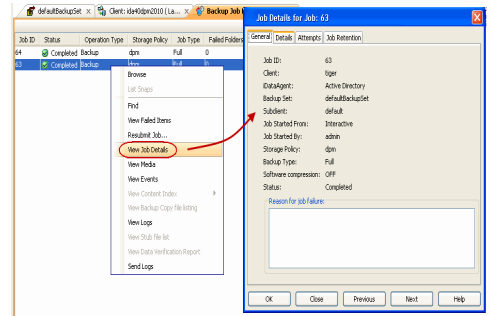 defaultBackupSet × Client: ida40dpm2010 ( La... × Backup Job
Job ID Status Operation Type Storage Policy Job Type Failed Folders
64 Completed Backup dpm Full 0
63 Completed Backup dpm Full 0
Browse
List Snaps
Find
View Failed Items
Resubmit Job...
View Job Details
View Media
View Events
View Content Index
View Backup Copy file listing
View Logs
View Stub file list
View Data Verification Report
Send Logs
Job Details for Job: 63
General Details Attempts Job Retention
Job ID: 63
Client: tiger
iDataAgent: Active Directory
Backup Set: defaultBackupSet
Subclient: default
Job Started From: Interactive
Job Started By: admin
Storage Policy: dpm
Backup Type: Full
Software compression: OFF
Status: Completed
Reason for job failure:
OK Close Previous Next Help